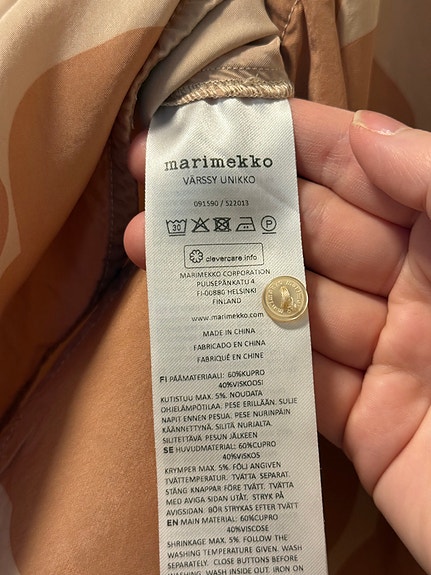 marimekko
VÄRSSY UNIKKO
091590 / 522013
30 P
clevercare.info
MARIMEKKO CORPORATION
PUUSEPÄNKATU 4
FI-00880 HELSINKI
FINLAND
www.marimekko.com
MADE IN CHINA
FABRICADO EN CHINA
FABRIQUÉ EN CHINE
FI PÄÄMATERIAALI: 60%KUPRO
40%VISKOOSI
KUTISTUU MAX. 5%. NOUDATA
OHJELÄMPÖTILAA. PESE ERILLÄÄN. SULJE
NAPIT ENNEN PESUA. PESE NURINPÄIN
KÄÄNNETTYNÄ. SILITÄ NURJALTA.
SILITETTÄVÄ PESUN JÄLKEEN
SE HUVUDMATERIAL: 60%CUPRO
40%VISKOS
KRYMPER MAX. 5%. FÖLJ ANGIVEN
TVÄTTEMPERATUR. TVÄTTA SEPARAT.
STÄNG KNAPPAR FÖRE TVÄTT. TVÄTTA
MED AVIGA SIDAN UTÅT. STRYK PÅ
AVIGSIDAN. BÖR STRYKAS EFTER TVÄTT
EN MAIN MATERIAL: 60%CUPRO
40%VISCOSE
SHRINKAGE MAX. 5%. FOLLOW THE
WASHING TEMPERATURE GIVEN. WASH
SEPARATELY. CLOSE BUTTONS BEFORE
WASHING. WASH INSIDE OUT. IRON ON